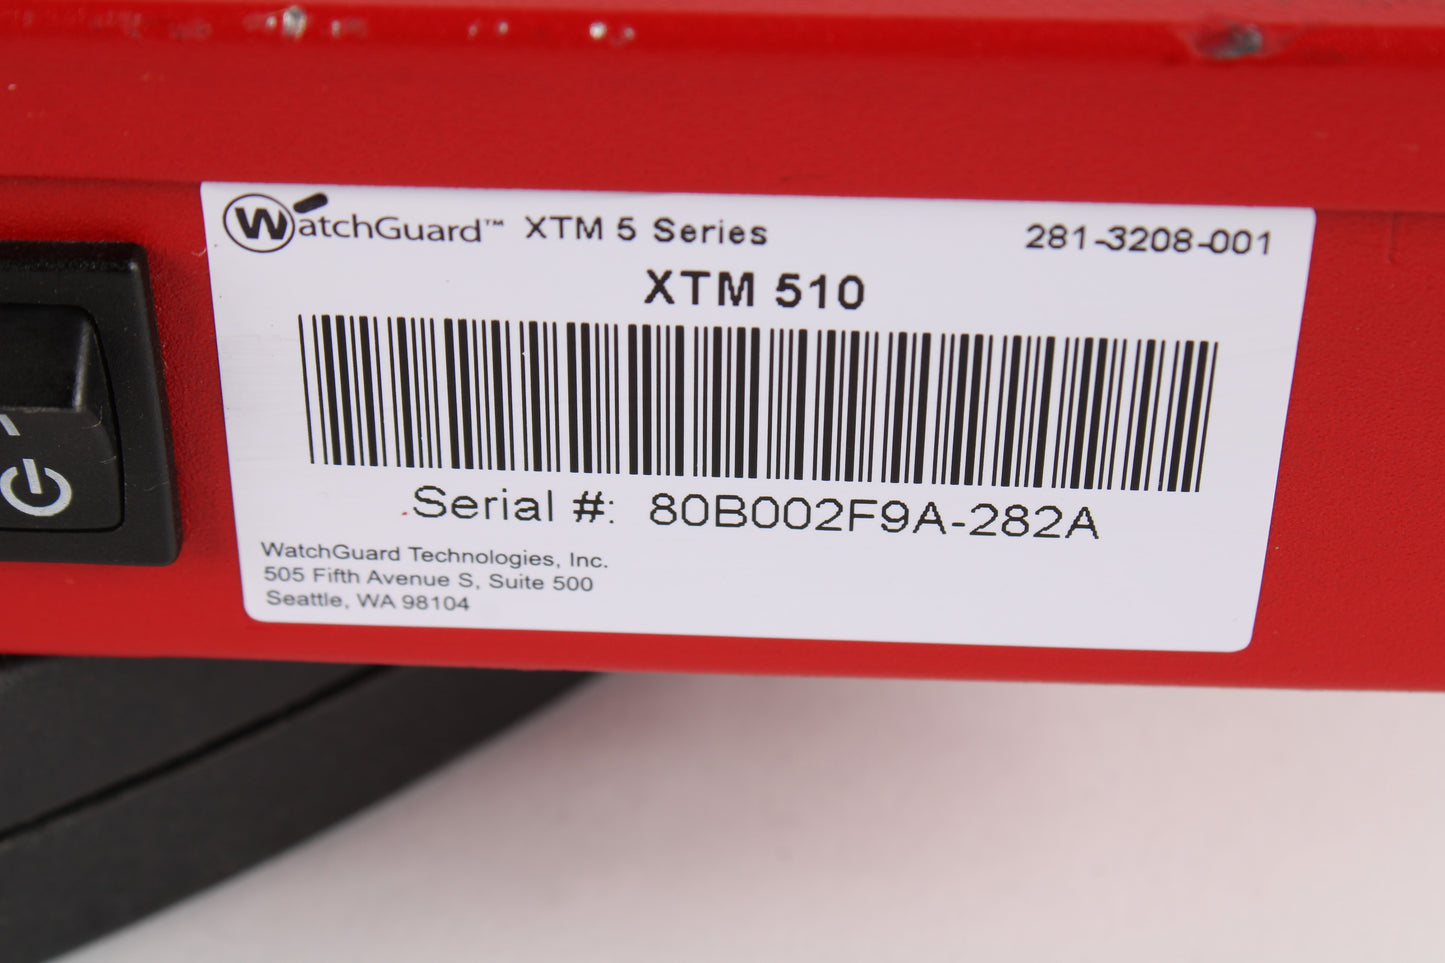 WatchGuard™ XTM 5 Series 281-3208-001
XTM 510
Serial #: 80B002F9A-282A
WatchGuard Technologies, Inc.
505 Fifth Avenue S, Suite 500
Seattle, WA 98104